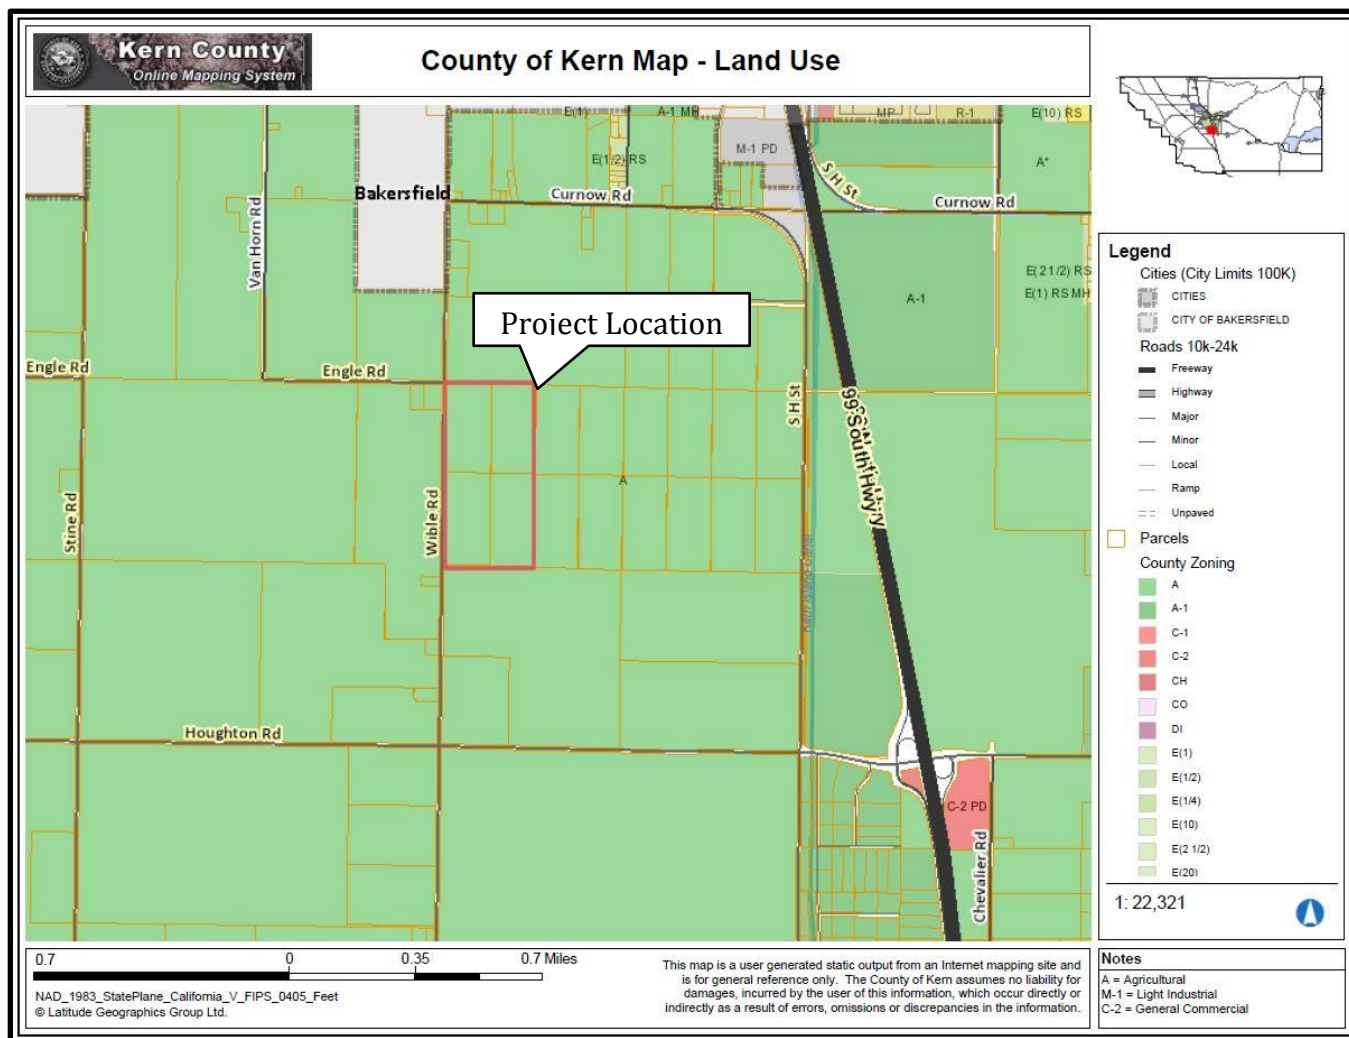 Kern County
Online Mapping System
County of Kern Map - Land Use
E(1)
A-1 MH
MP
R-1
E(10) RS
M-1 PD
E(1/2) RS
A*
S H St
Bakersfield
Curnow Rd
Curnow Rd
Van Horn Rd
E(2 1/2) RS
E(1) RS MH
A-1
Project Location
Engle Rd
Engle Rd
S H St
South Hwy
A
Stine Rd
Wible Rd
Kern Island Canal
Houghton Rd
C-2 PD
Chevalier Rd
Legend
Cities (City Limits 100K)
CITIES
CITY OF BAKERSFIELD
Roads 10k-24k
Freeway
Highway
Major
Minor
Local
Ramp
Unpaved
Parcels
County Zoning
A
A-1
C-1
C-2
CH
CO
DI
E(1)
E(1/2)
E(1/4)
E(10)
E(2 1/2)
E(20)
1: 22,321
0.7 0 0.35 0.7 Miles
NAD_1983_StatePlane_California_V_FIPS_0405_Feet
© Latitude Geographics Group Ltd.
This map is a user generated static output from an Internet mapping site and
is for general reference only. The County of Kern assumes no liability for
damages, incurred by the user of this information, which occur directly or
indirectly as a result of errors, omissions or discrepancies in the information.
Notes
A = Agricultural
M-1 = Light Industrial
C-2 = General Commercial